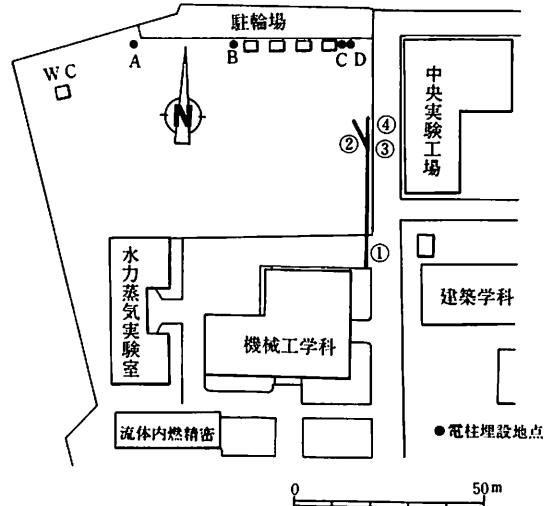 駐輪場
A
B
C D
W C
N
中央実験工場
②
④
③
①
水力蒸気実験室
機械工学科
建築学科
流体内燃精密
●電柱埋設地点
0 50m